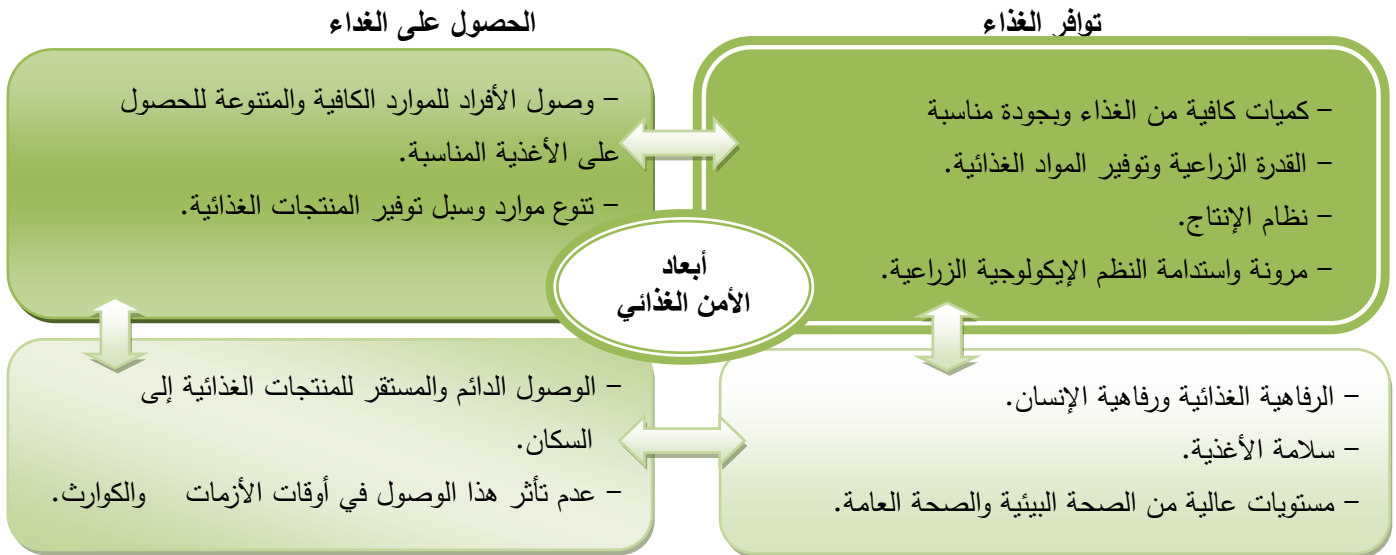 توافر الغذاء
الحصول على الغداء
– كميات كافية من الغذاء وبجودة مناسبة
– القدرة الزراعية وتوفير المواد الغذائية.
– نظام الإنتاج.
– مرونة واستدامة النظم الإيكولوجية الزراعية.
– وصول الأفراد للموارد الكافية والمتنوعة للحصول
على الأغذية المناسبة.
– تنوع موارد وسبل توفير المنتجات الغذائية.
أبعاد
الأمن الغذائي
– الرفاهية الغذائية ورفاهية الإنسان.
– سلامة الأغذية.
– مستويات عالية من الصحة البيئية والصحة العامة.
– الوصول الدائم والمستقر للمنتجات الغذائية إلى
السكان.
– عدم تأثر هذا الوصول في أوقات الأزمات والكوارث.